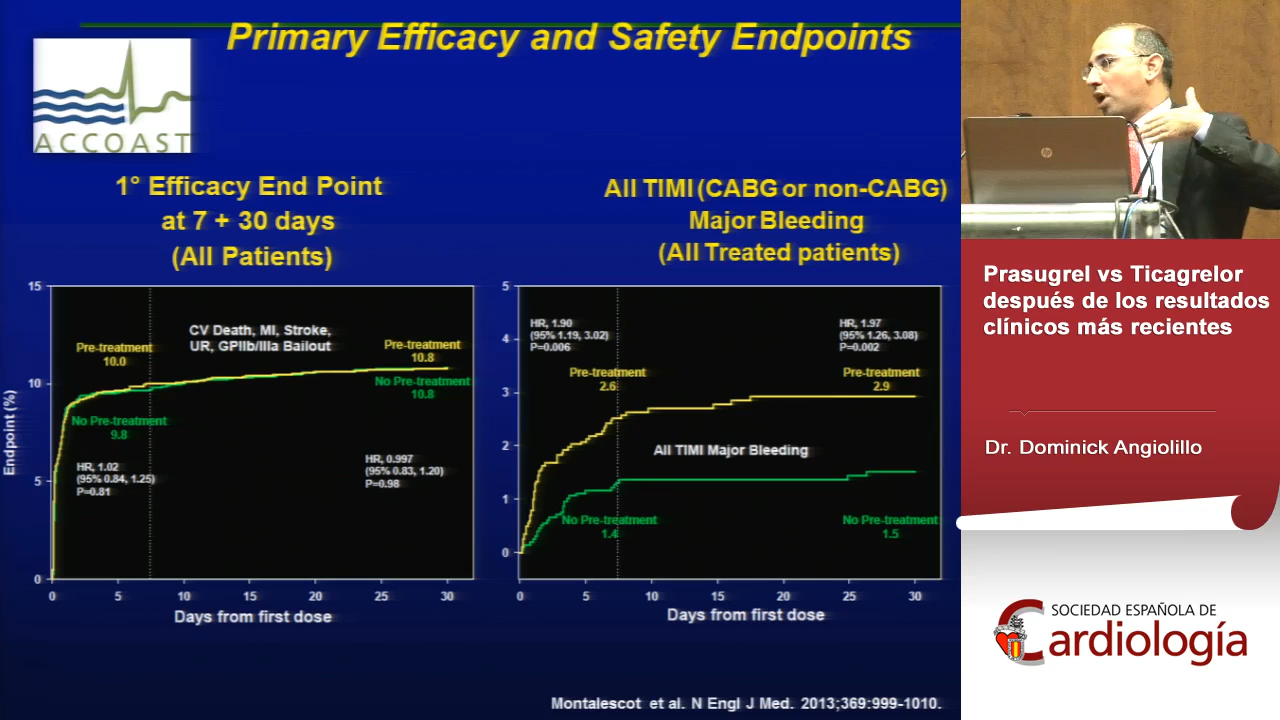 Primary Efficacy and Safety Endpoints
ACCOAST
1° Efficacy End Point
at 7 + 30 days
(All Patients)
15
10
5
0
Endpoint (%)
CV Death, MI, Stroke,
UR, GPIIb/IIIa Bailout
Pre-treatment
10.0
Pre-treatment
10.8
No Pre-treatment
10.8
No Pre-treatment
9.8
HR, 1.02
(95% 0.84, 1.25)
P=0.81
HR, 0.997
(95% 0.83, 1.20)
P=0.98
0 5 10 15 20 25 30
Days from first dose
All TIMI (CABG or non-CABG)
Major Bleeding
(All Treated patients)
5
4
3
2
1
0
HR, 1.90
(95% 1.19, 3.02)
P=0.006
HR, 1.97
(95% 1.26, 3.08)
P=0.002
Pre-treatment
2.6
Pre-treatment
2.9
All TIMI Major Bleeding
No Pre-treatment
1.4
No Pre-treatment
1.5
0 5 10 15 20 25 30
Days from first dose
Montalescot et al. N Engl J Med. 2013;369:999-1010.
hp
Prasugrel vs Ticagrelor
después de los resultados
clínicos más recientes
Dr. Dominick Angiolillo
SOCIEDAD ESPAÑOLA DE
Cardiología